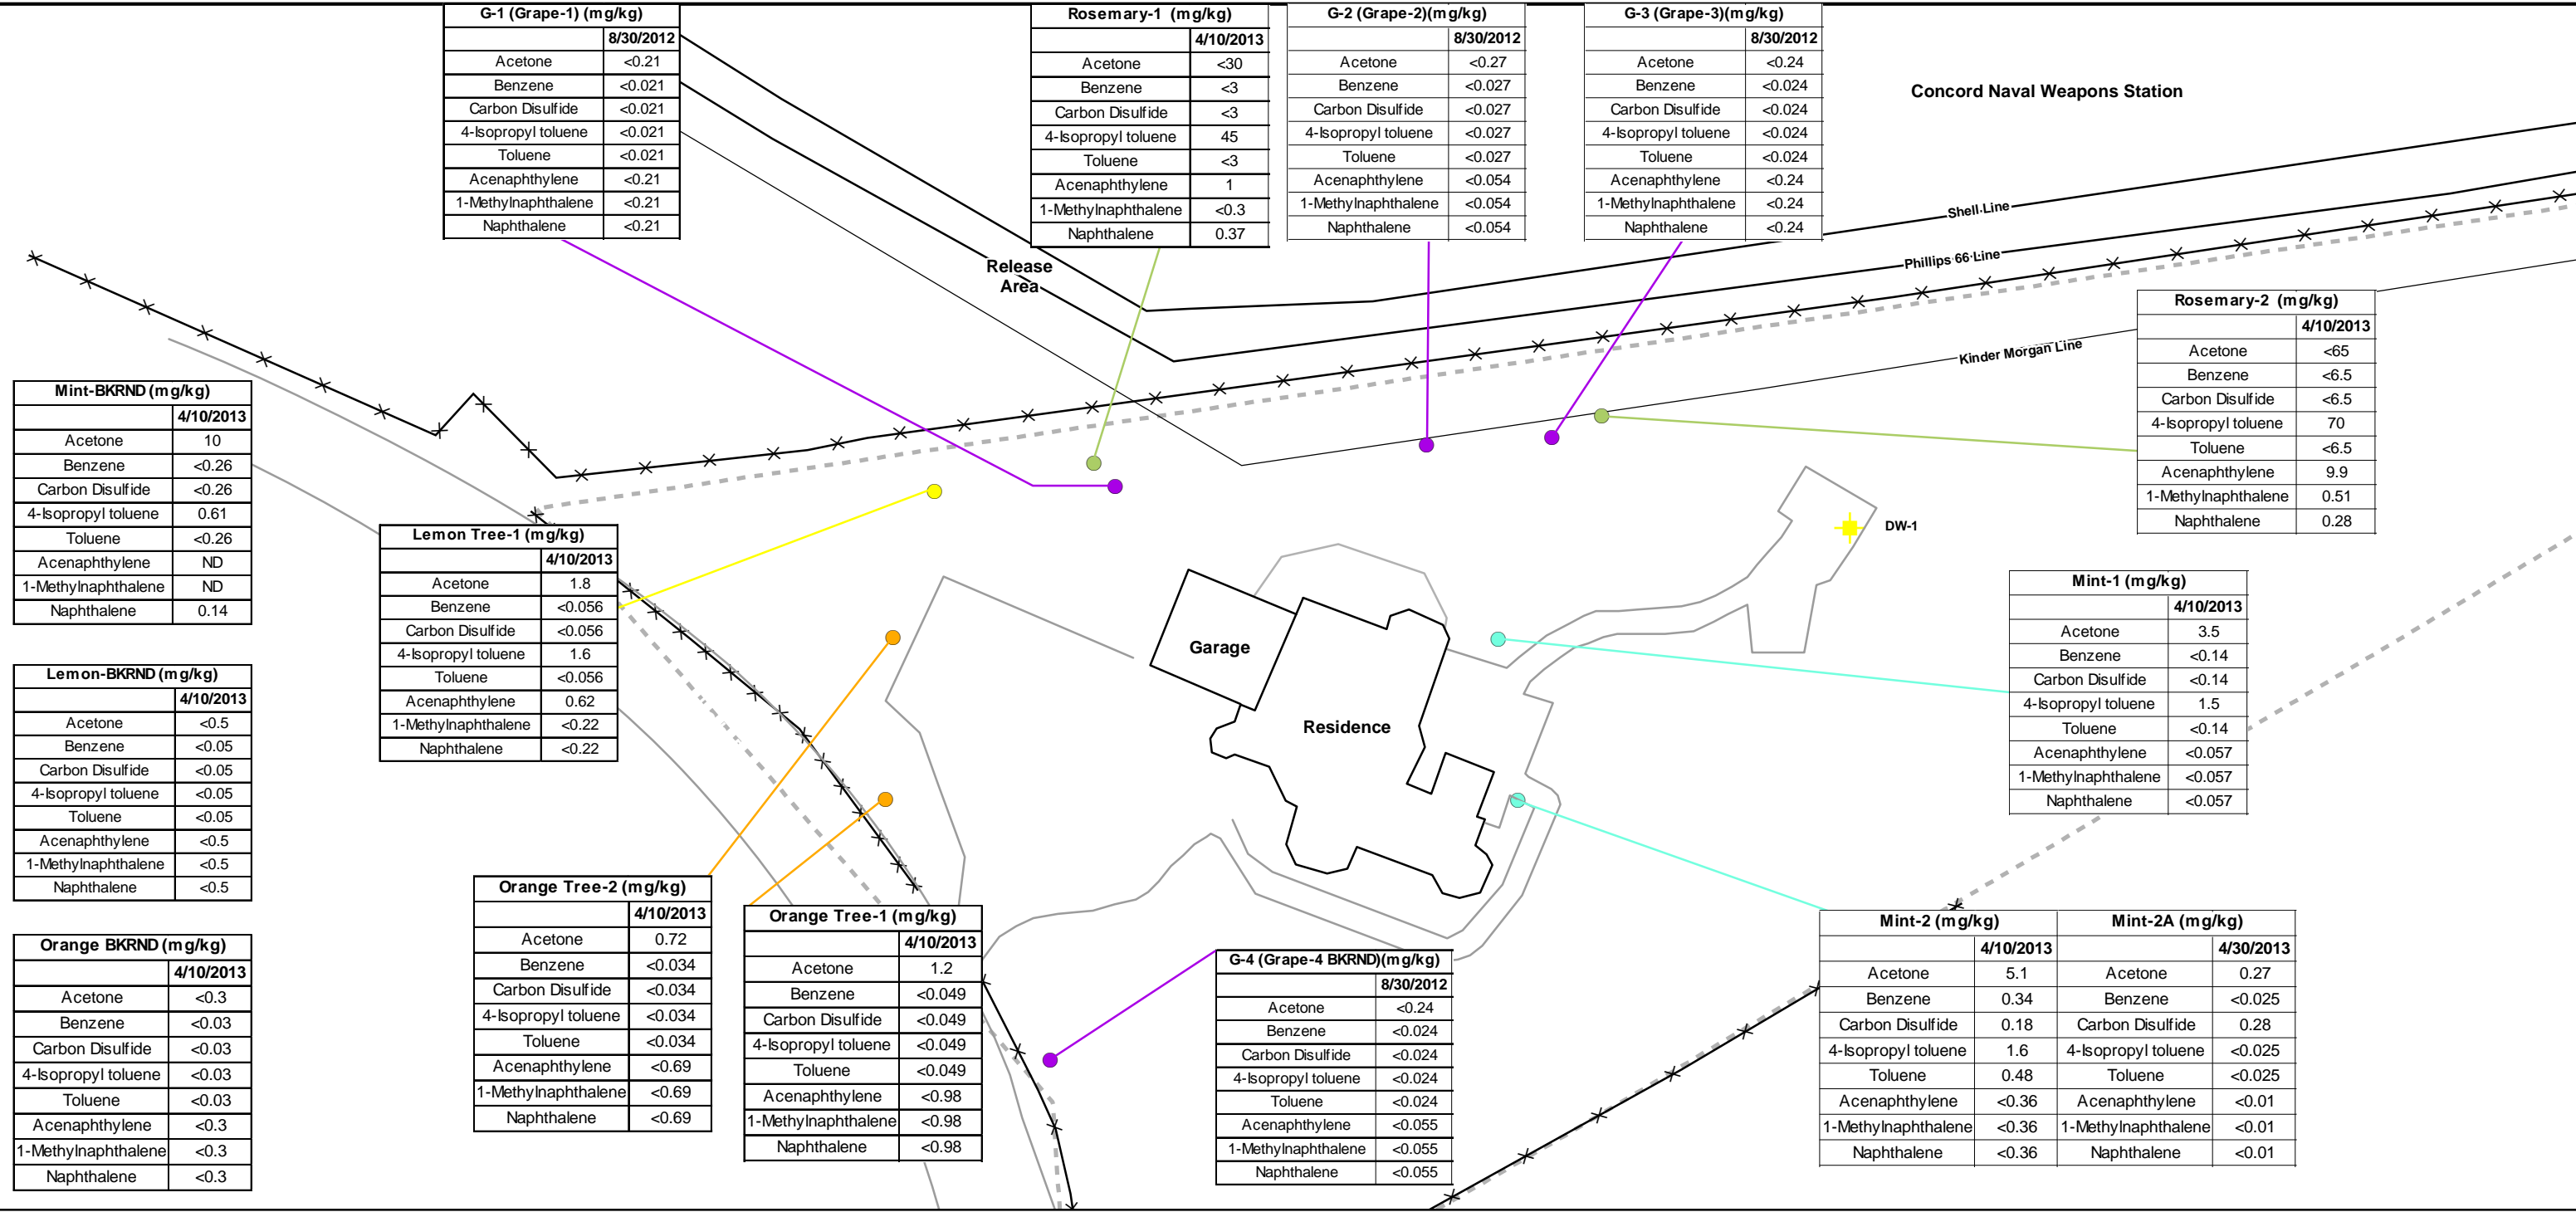 G-1 (Grape-1) (mg/kg)
8/30/2012
Acetone <0.21
Benzene <0.021
Carbon Disulfide <0.021
4-Isopropyl toluene <0.021
Toluene <0.021
Acenaphthylene <0.21
1-Methylnaphthalene <0.21
Naphthalene <0.21
Rosemary-1 (mg/kg)
4/10/2013
Acetone <30
Benzene <3
Carbon Disulfide <3
4-Isopropyl toluene 45
Toluene <3
Acenaphthylene 1
1-Methylnaphthalene <0.3
Naphthalene 0.37
G-2 (Grape-2)(mg/kg)
8/30/2012
Acetone <0.27
Benzene <0.027
Carbon Disulfide <0.027
4-Isopropyl toluene <0.027
Toluene <0.027
Acenaphthylene <0.054
1-Methylnaphthalene <0.054
Naphthalene <0.054
G-3 (Grape-3)(mg/kg)
8/30/2012
Acetone <0.24
Benzene <0.024
Carbon Disulfide <0.024
4-Isopropyl toluene <0.024
Toluene <0.024
Acenaphthylene <0.24
1-Methylnaphthalene <0.24
Naphthalene <0.24
Concord Naval Weapons Station
Shell Line
Phillips 66 Line
Kinder Morgan Line
Release
Area
Rosemary-2 (mg/kg)
4/10/2013
Acetone <65
Benzene <6.5
Carbon Disulfide <6.5
4-Isopropyl toluene 70
Toluene <6.5
Acenaphthylene 9.9
1-Methylnaphthalene 0.51
Naphthalene 0.28
Mint-BKRND (mg/kg)
4/10/2013
Acetone 10
Benzene <0.26
Carbon Disulfide <0.26
4-Isopropyl toluene 0.61
Toluene <0.26
Acenaphthylene ND
1-Methylnaphthalene ND
Naphthalene 0.14
Lemon Tree-1 (mg/kg)
4/10/2013
Acetone 1.8
Benzene <0.056
Carbon Disulfide <0.056
4-Isopropyl toluene 1.6
Toluene <0.056
Acenaphthylene 0.62
1-Methylnaphthalene <0.22
Naphthalene <0.22
DW-1
Garage
Residence
Mint-1 (mg/kg)
4/10/2013
Acetone 3.5
Benzene <0.14
Carbon Disulfide <0.14
4-Isopropyl toluene 1.5
Toluene <0.14
Acenaphthylene <0.057
1-Methylnaphthalene <0.057
Naphthalene <0.057
Lemon-BKRND (mg/kg)
4/10/2013
Acetone <0.5
Benzene <0.05
Carbon Disulfide <0.05
4-Isopropyl toluene <0.05
Toluene <0.05
Acenaphthylene <0.5
1-Methylnaphthalene <0.5
Naphthalene <0.5
Orange BKRND (mg/kg)
4/10/2013
Acetone <0.3
Benzene <0.03
Carbon Disulfide <0.03
4-Isopropyl toluene <0.03
Toluene <0.03
Acenaphthylene <0.3
1-Methylnaphthalene <0.3
Naphthalene <0.3
Orange Tree-2 (mg/kg)
4/10/2013
Acetone 0.72
Benzene <0.034
Carbon Disulfide <0.034
4-Isopropyl toluene <0.034
Toluene <0.034
Acenaphthylene <0.69
1-Methylnaphthalene <0.69
Naphthalene <0.69
Orange Tree-1 (mg/kg)
4/10/2013
Acetone 1.2
Benzene <0.049
Carbon Disulfide <0.049
4-Isopropyl toluene <0.049
Toluene <0.049
Acenaphthylene <0.98
1-Methylnaphthalene <0.98
Naphthalene <0.98
G-4 (Grape-4 BKRND)(mg/kg)
8/30/2012
Acetone <0.24
Benzene <0.024
Carbon Disulfide <0.024
4-Isopropyl toluene <0.024
Toluene <0.024
Acenaphthylene <0.055
1-Methylnaphthalene <0.055
Naphthalene <0.055
Mint-2 (mg/kg) Mint-2A (mg/kg)
4/10/2013 4/30/2013
Acetone 5.1 Acetone 0.27
Benzene 0.34 Benzene <0.025
Carbon Disulfide 0.18 Carbon Disulfide 0.28
4-Isopropyl toluene 1.6 4-Isopropyl toluene <0.025
Toluene 0.48 Toluene <0.025
Acenaphthylene <0.36 Acenaphthylene <0.01
1-Methylnaphthalene <0.36 1-Methylnaphthalene <0.01
Naphthalene <0.36 Naphthalene <0.01